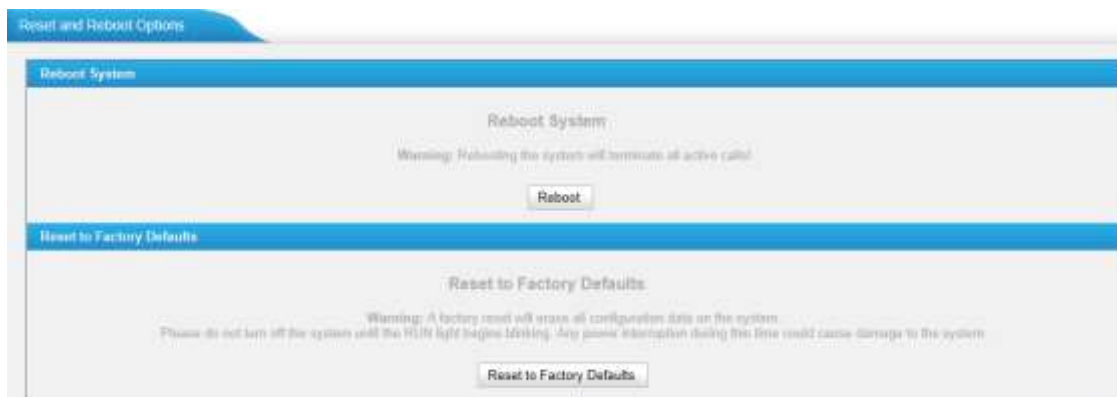 Reset and Reboot Options
Reboot System
Reboot System
Warning: Rebooting the system will terminate all active calls!
Reboot
Reset to Factory Defaults
Reset to Factory Defaults
Warning: A factory reset will erase all configuration data on the system.
Please do not turn off the system until the RUN light begins blinking. Any power interruption during this time could cause damage to the system.
Reset to Factory Defaults